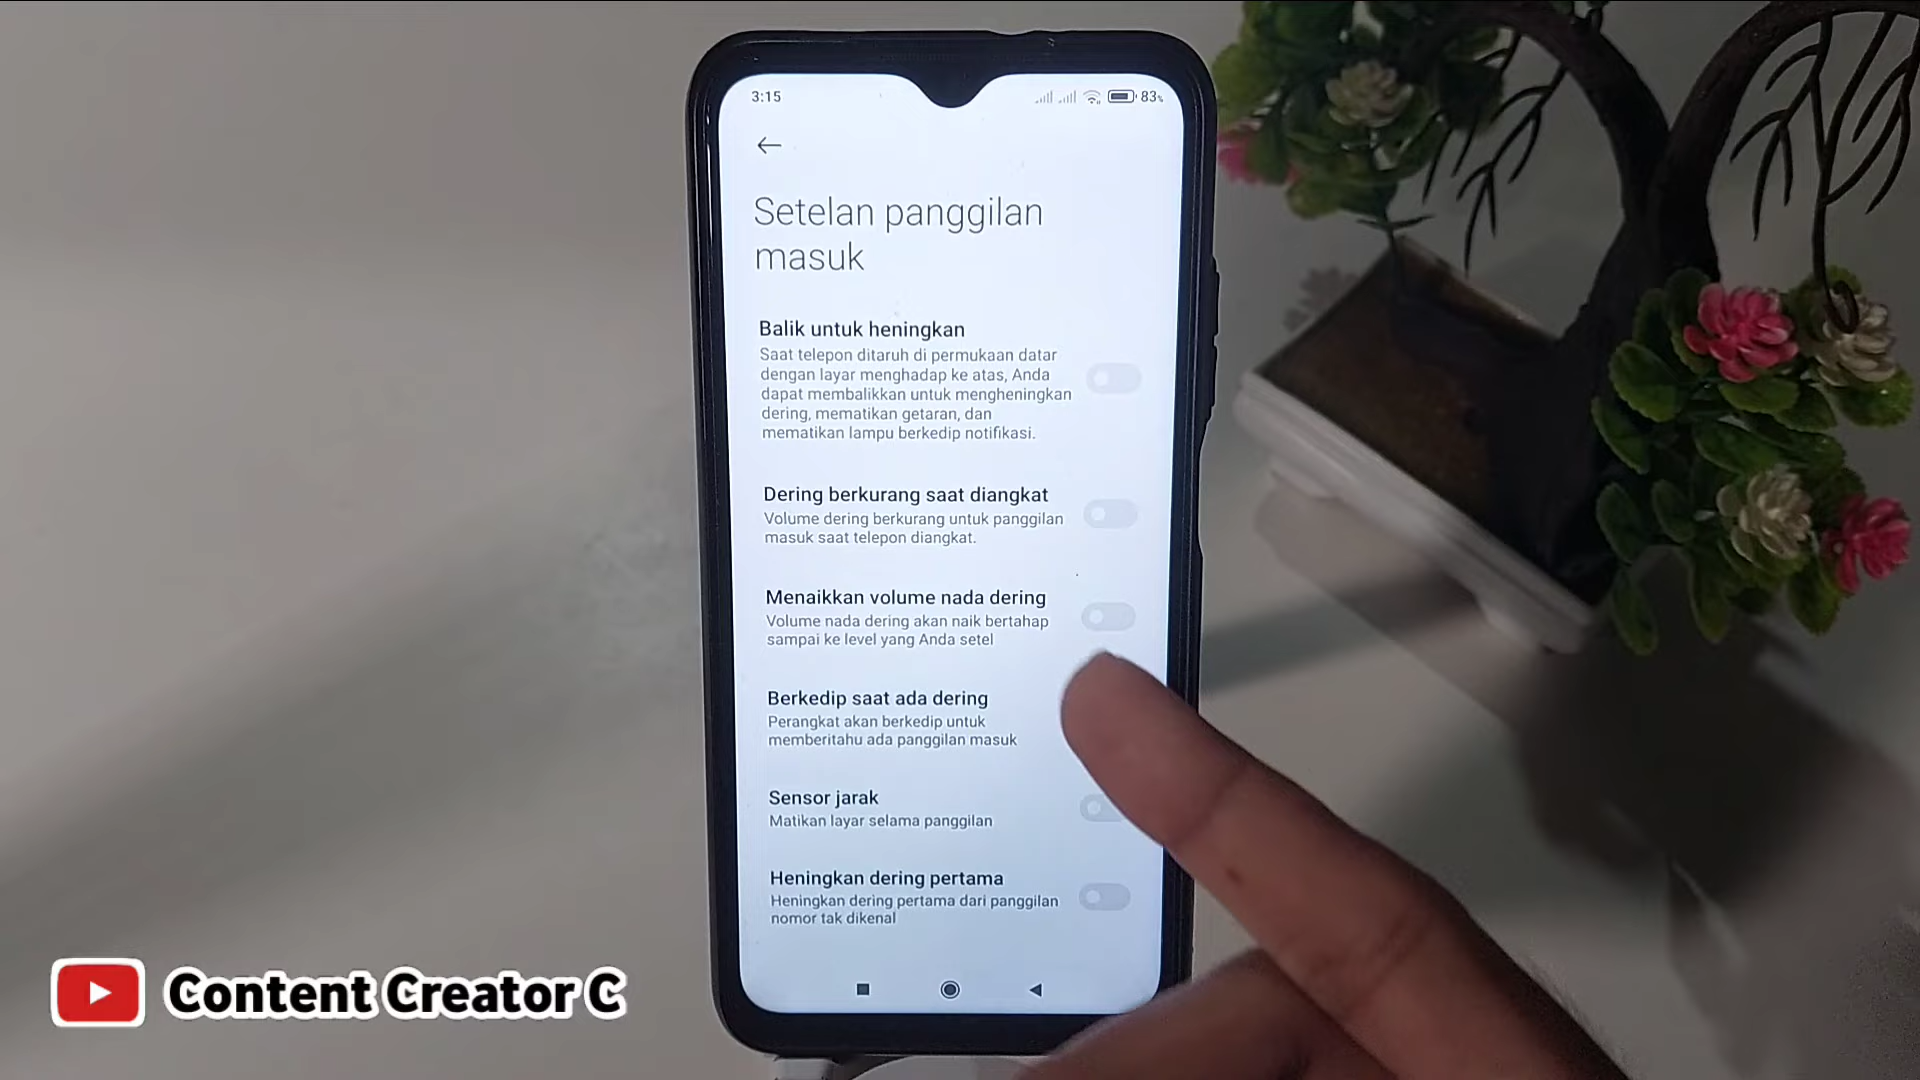 3:15
83%
Setelan panggilan
masuk
Balik untuk heningkan
Saat telepon ditaruh di permukaan datar
dengan layar menghadap ke atas, Anda
dapat membalikkan untuk mengheningkan
dering, mematikan getaran, dan
mematikan lampu berkedip notifikasi.
Dering berkurang saat diangkat
Volume dering berkurang untuk panggilan
masuk saat telepon diangkat.
Menaikkan volume nada dering
Volume nada dering akan naik bertahap
sampai ke level yang Anda setel
Berkedip saat ada dering
Perangkat akan berkedip untuk
memberitahu ada panggilan masuk
Sensor jarak
Matikan layar selama panggilan
Heningkan dering pertama
Heningkan dering pertama dari panggilan
nomor tak dikenal
Content Creator C